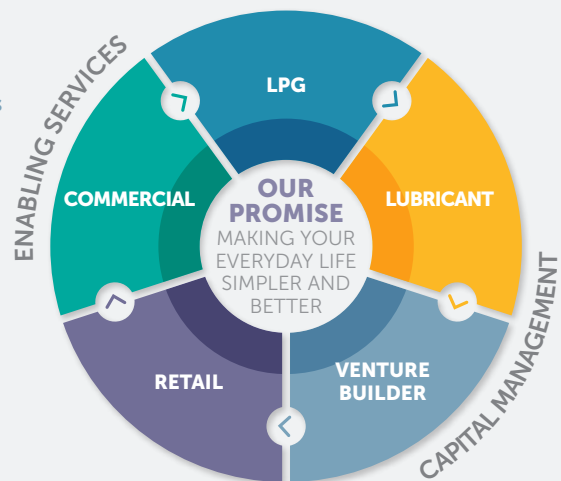 ENABLING SERVICES
LPG
COMMERCIAL
LUBRICANT
OUR
PROMISE
MAKING YOUR
EVERYDAY LIFE
SIMPLER AND
BETTER
RETAIL
VENTURE
BUILDER
CAPITAL MANAGEMENT